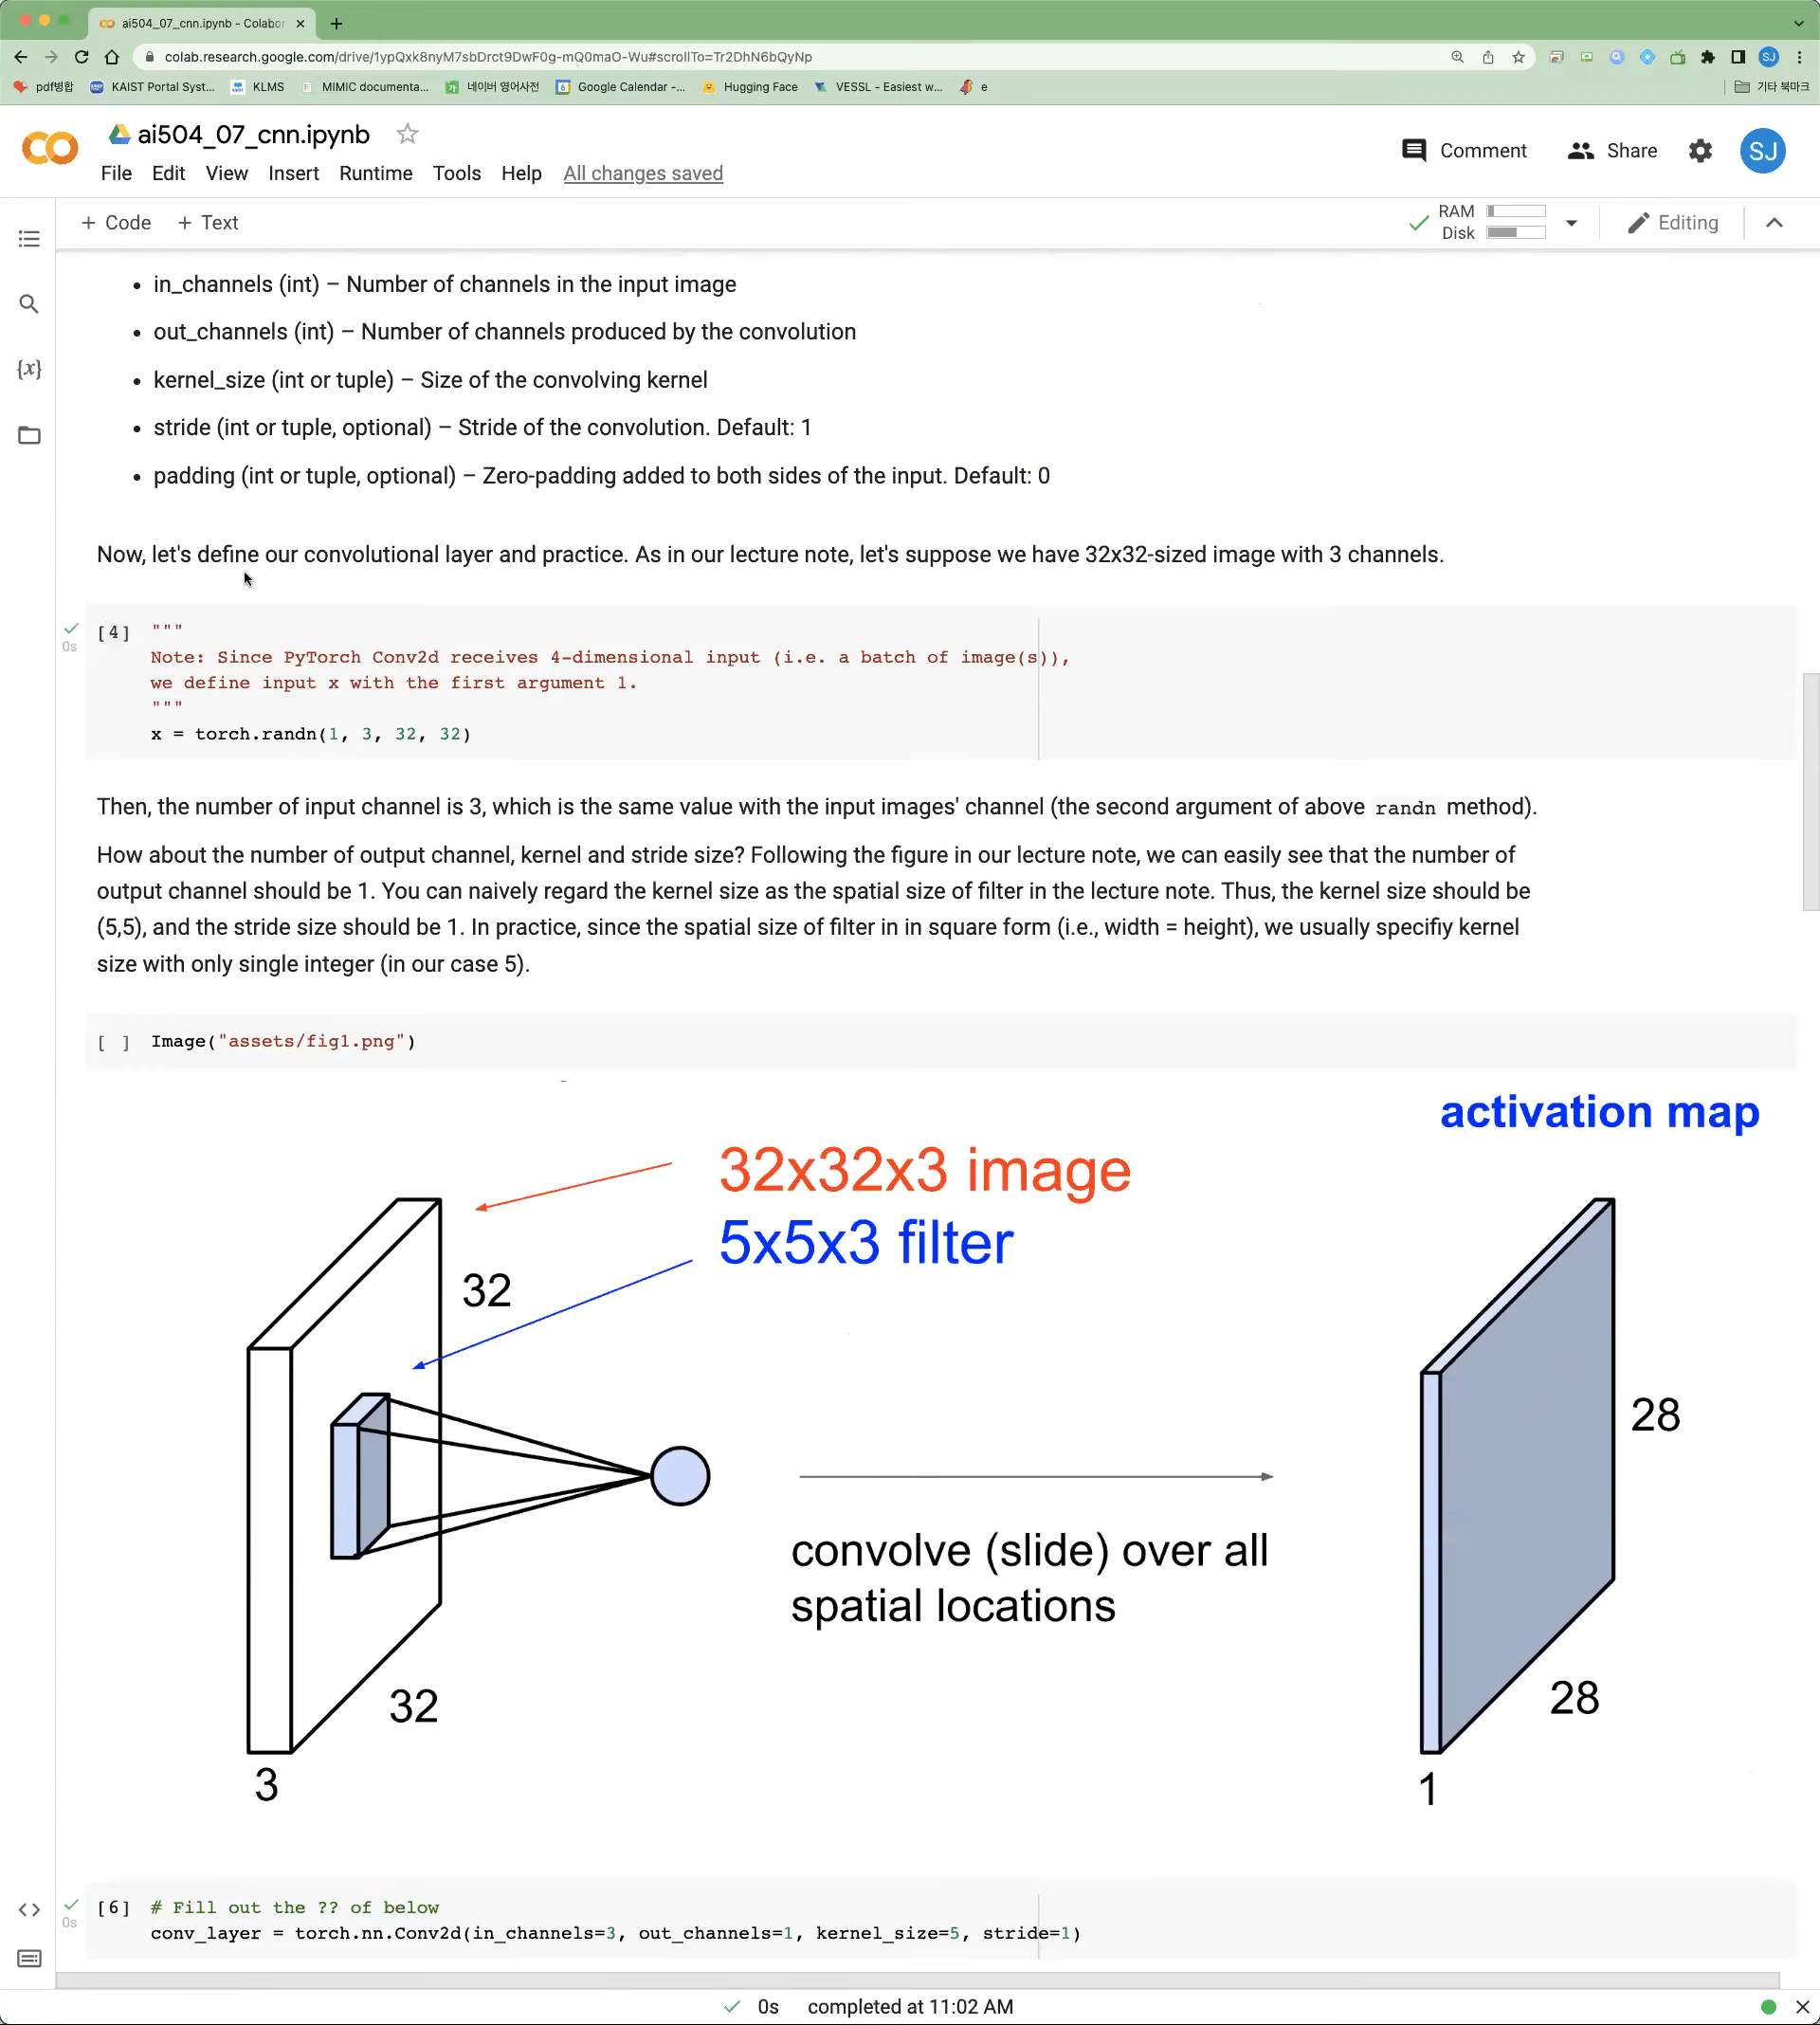 ai504_07_cnn.ipynb - Colabor
colab.research.google.com/drive/1ypQxk8nyM7sbDrct9DwF0g-mQ0maO-Wu#scrollTo=Tr2DhN6bQyNp
SJ
pdf병합
KAIST Portal Syst...
KLMS
MIMIC documenta...
네이버 영어사전
Google Calendar -...
Hugging Face
VESSL - Easiest w...
e
기타 북마크
ai504_07_cnn.ipynb
Comment
Share
SJ
File Edit View Insert Runtime Tools Help All changes saved
+ Code + Text
RAM
Disk
Editing
• in_channels (int) – Number of channels in the input image
• out_channels (int) – Number of channels produced by the convolution
• kernel_size (int or tuple) – Size of the convolving kernel
• stride (int or tuple, optional) – Stride of the convolution. Default: 1
• padding (int or tuple, optional) – Zero-padding added to both sides of the input. Default: 0
Now, let's define our convolutional layer and practice. As in our lecture note, let's suppose we have 32x32-sized image with 3 channels.
0s
[4] """
Note: Since PyTorch Conv2d receives 4-dimensional input (i.e. a batch of image(s)),
we define input x with the first argument 1.
"""
x = torch.randn(1, 3, 32, 32)
Then, the number of input channel is 3, which is the same value with the input images' channel (the second argument of above randn method).
How about the number of output channel, kernel and stride size? Following the figure in our lecture note, we can easily see that the number of
output channel should be 1. You can naively regard the kernel size as the spatial size of filter in the lecture note. Thus, the kernel size should be
(5,5), and the stride size should be 1. In practice, since the spatial size of filter in in square form (i.e., width = height), we usually specifiy kernel
size with only single integer (in our case 5).
[ ] Image("assets/fig1.png")
activation map
32x32x3 image
5x5x3 filter
32
28
convolve (slide) over all
spatial locations
32
28
3
1
0s
[6] # Fill out the ?? of below
conv_layer = torch.nn.Conv2d(in_channels=3, out_channels=1, kernel_size=5, stride=1)
0s completed at 11:02 AM